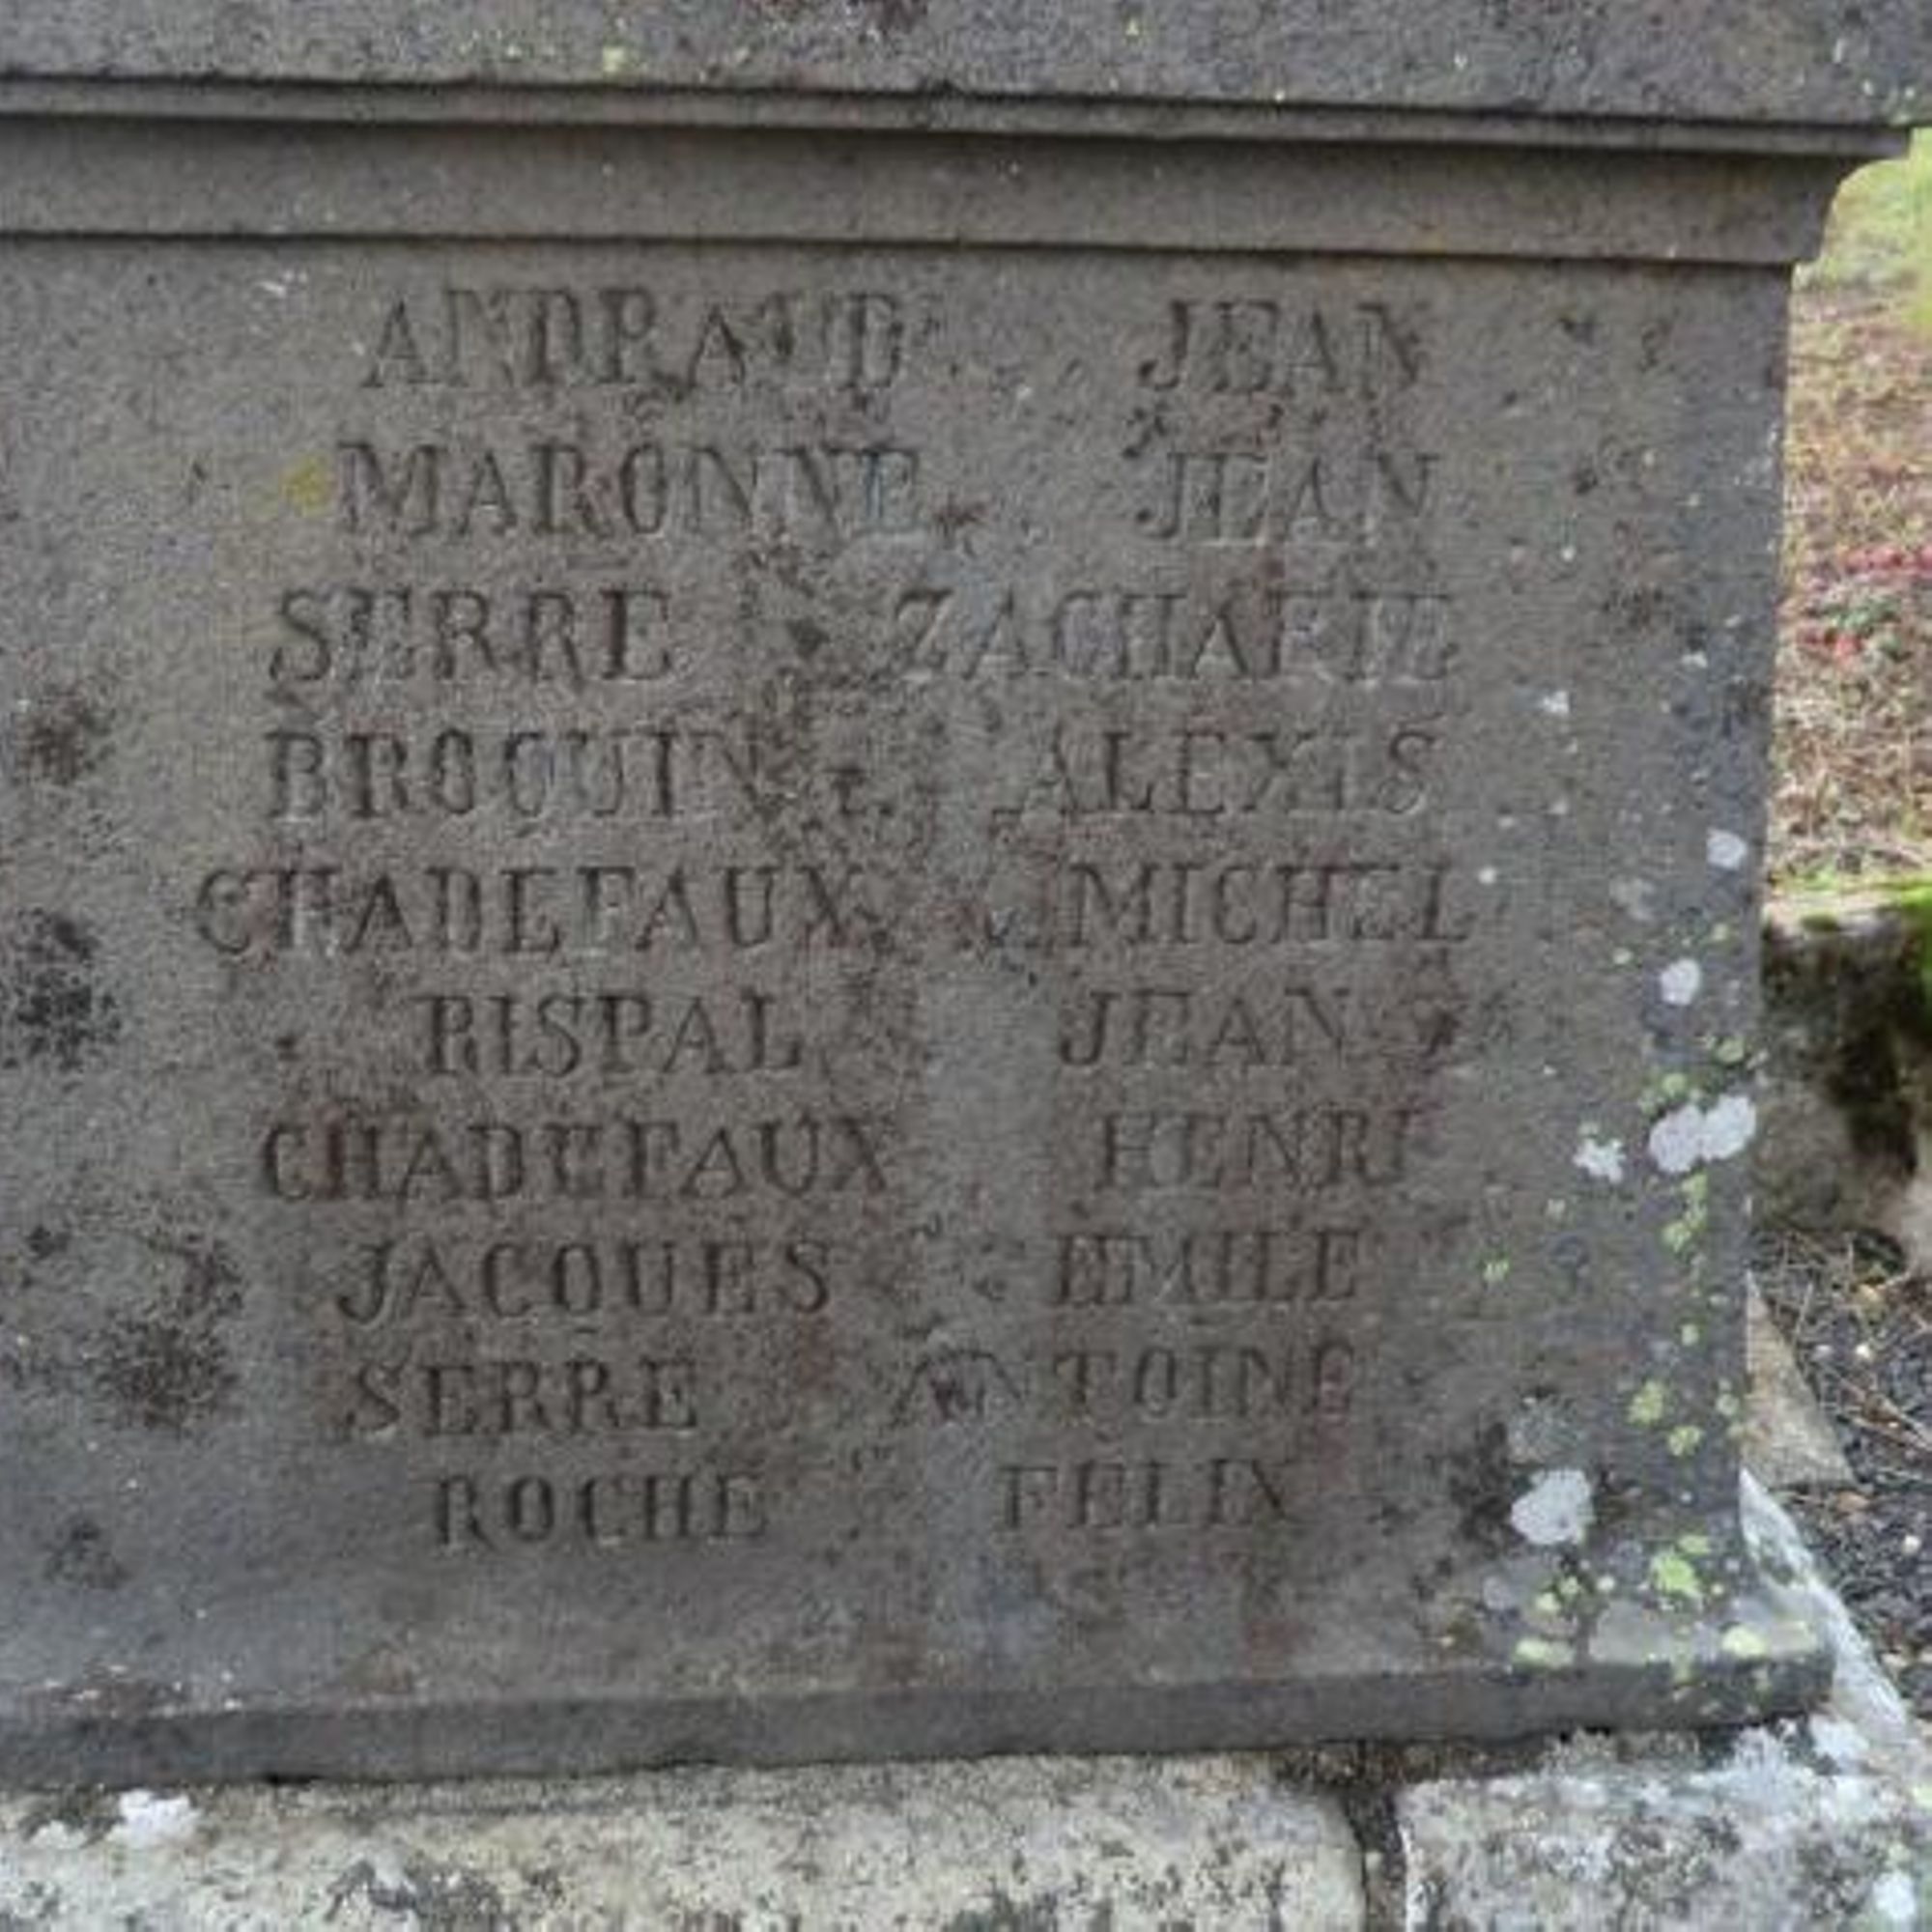 ANDRAUD JEAN
MARONNE JEAN
SERRE ZACHARIE
BROQUIN ALEXIS
CHADEFAUX MICHEL
RISPAL JEAN
CHADEFAUX HENRI
JACQUES EMILE
SERRE ANTOINE
ROCHE FELIX